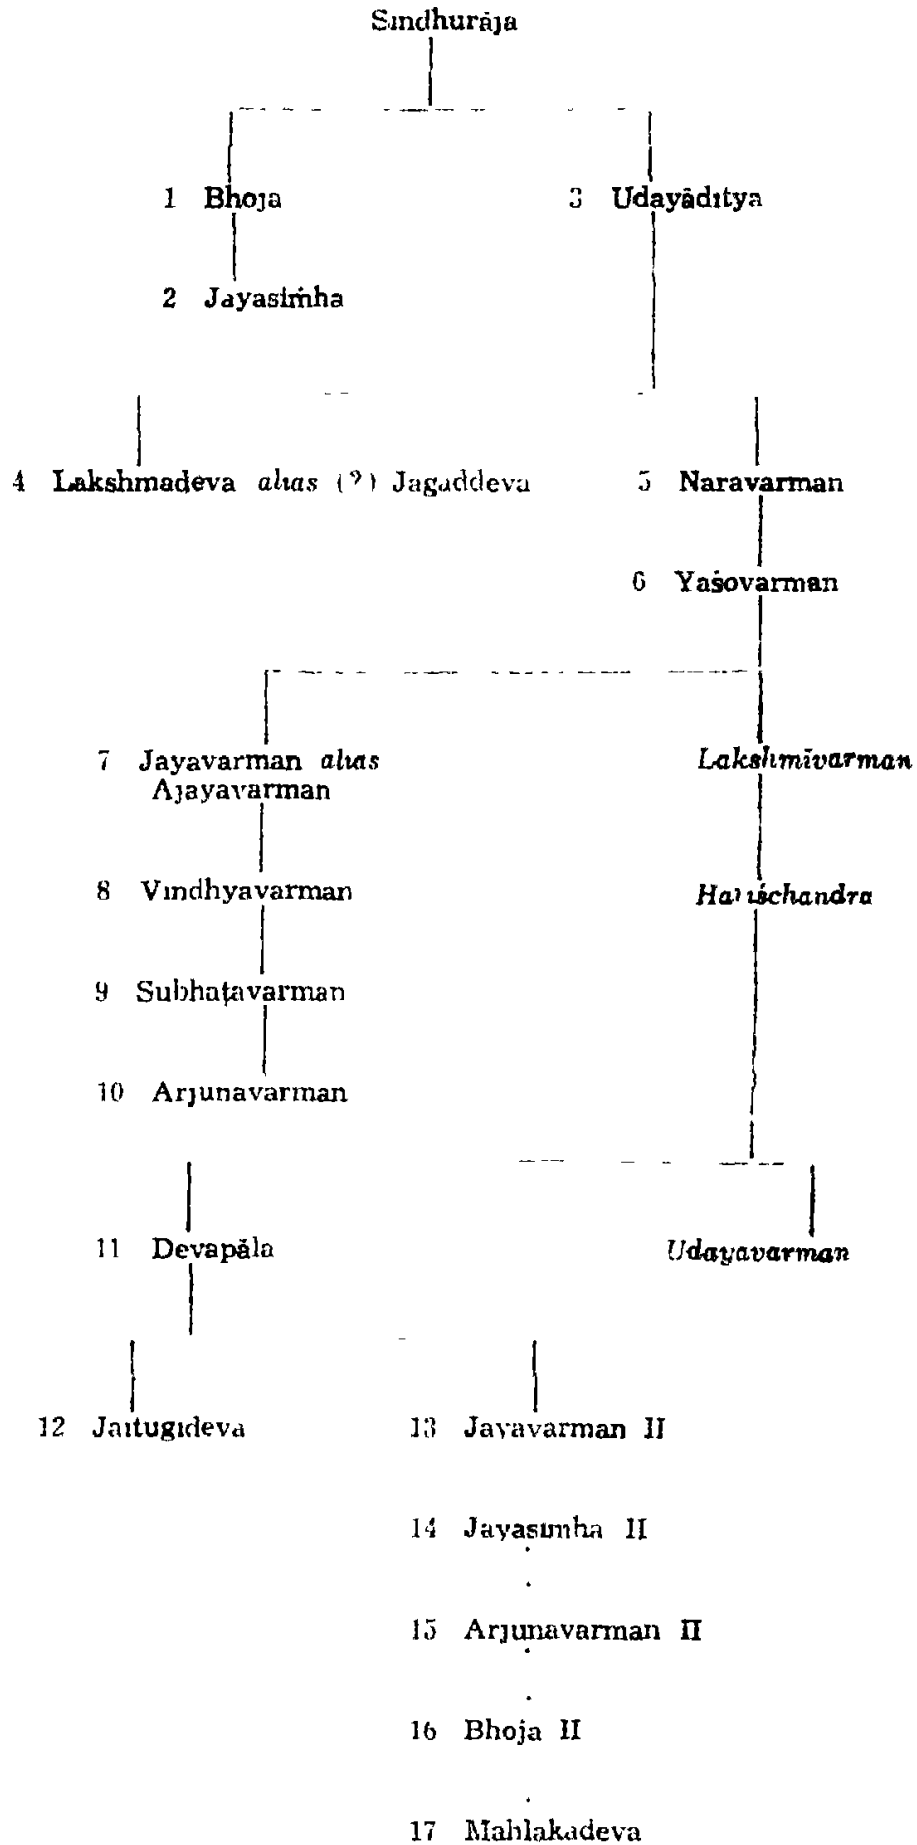 Sindhurāja
1 Bhoja 3 Udayāditya
2 Jayasiṁha
4 Lakshmadeva alias (?) Jagaddeva 5 Naravarman
6 Yaśovarman
7 Jayavarman alias Lakshmīvarman
Ajayavarman
8 Vindhyavarman Hariśchandra
9 Subhaṭavarman
10 Arjunavarman
11 Devapāla Udayavarman
12 Jaitugideva 13 Jayavarman II
14 Jayasimha II
15 Arjunavarman II
16 Bhoja II
17 Mahlakadeva